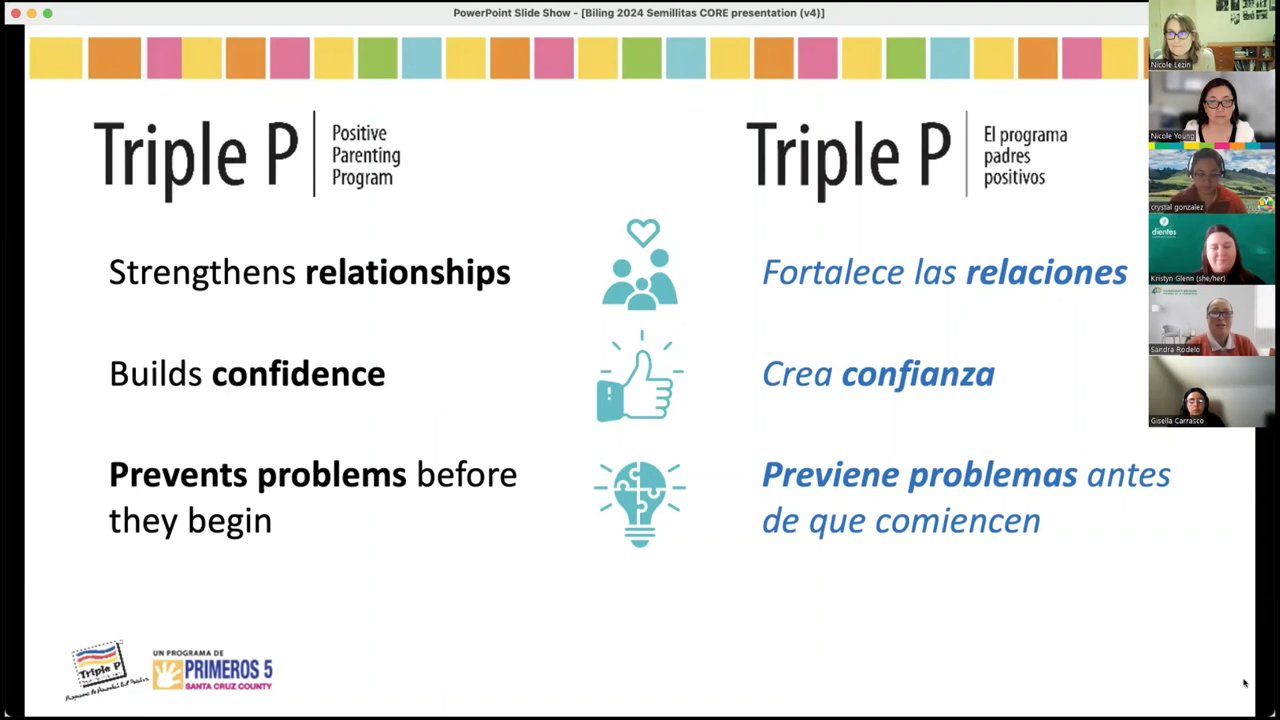 PowerPoint Slide Show - [Biling 2024 Semillitas CORE presentation (v4)]
Triple P
Positive
Parenting
Program
Triple P
El programa
padres
positivos
Strengthens relationships
Fortalece las relaciones
Builds confidence
Crea confianza
Prevents problems before
they begin
Previene problemas antes
de que comiencen
Triple P
UN PROGRAMA DE
PRIMEROS 5
SANTA CRUZ COUNTY
Nicole Lezin
Nicole Young
crystal gonzalez
dientes
Kristyn Glenn (she/her)
Sandra Rodelo
Gisella Carrasco